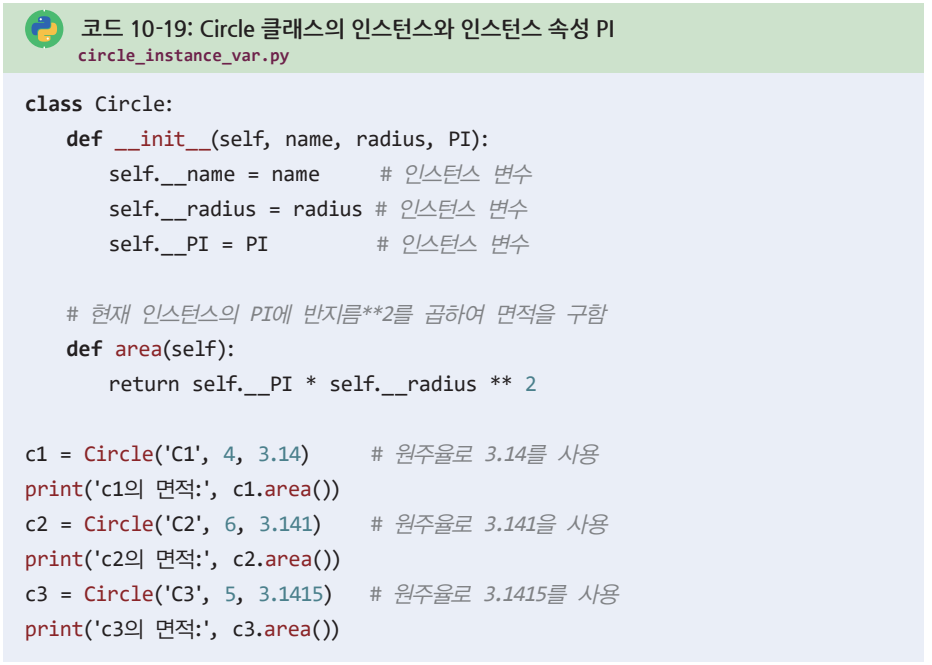 코드 10-19: Circle 클래스의 인스턴스와 인스턴스 속성 PI
circle_instance_var.py
class Circle:
    def __init__(self, name, radius, PI):
        self.__name = name     # 인스턴스 변수
        self.__radius = radius # 인스턴스 변수
        self.__PI = PI         # 인스턴스 변수

    # 현재 인스턴스의 PI에 반지름**2를 곱하여 면적을 구함
    def area(self):
        return self.__PI * self.__radius ** 2

c1 = Circle('C1', 4, 3.14)     # 원주율로 3.14를 사용
print('c1의 면적:', c1.area())
c2 = Circle('C2', 6, 3.141)    # 원주율로 3.141을 사용
print('c2의 면적:', c2.area())
c3 = Circle('C3', 5, 3.1415)   # 원주율로 3.1415를 사용
print('c3의 면적:', c3.area())